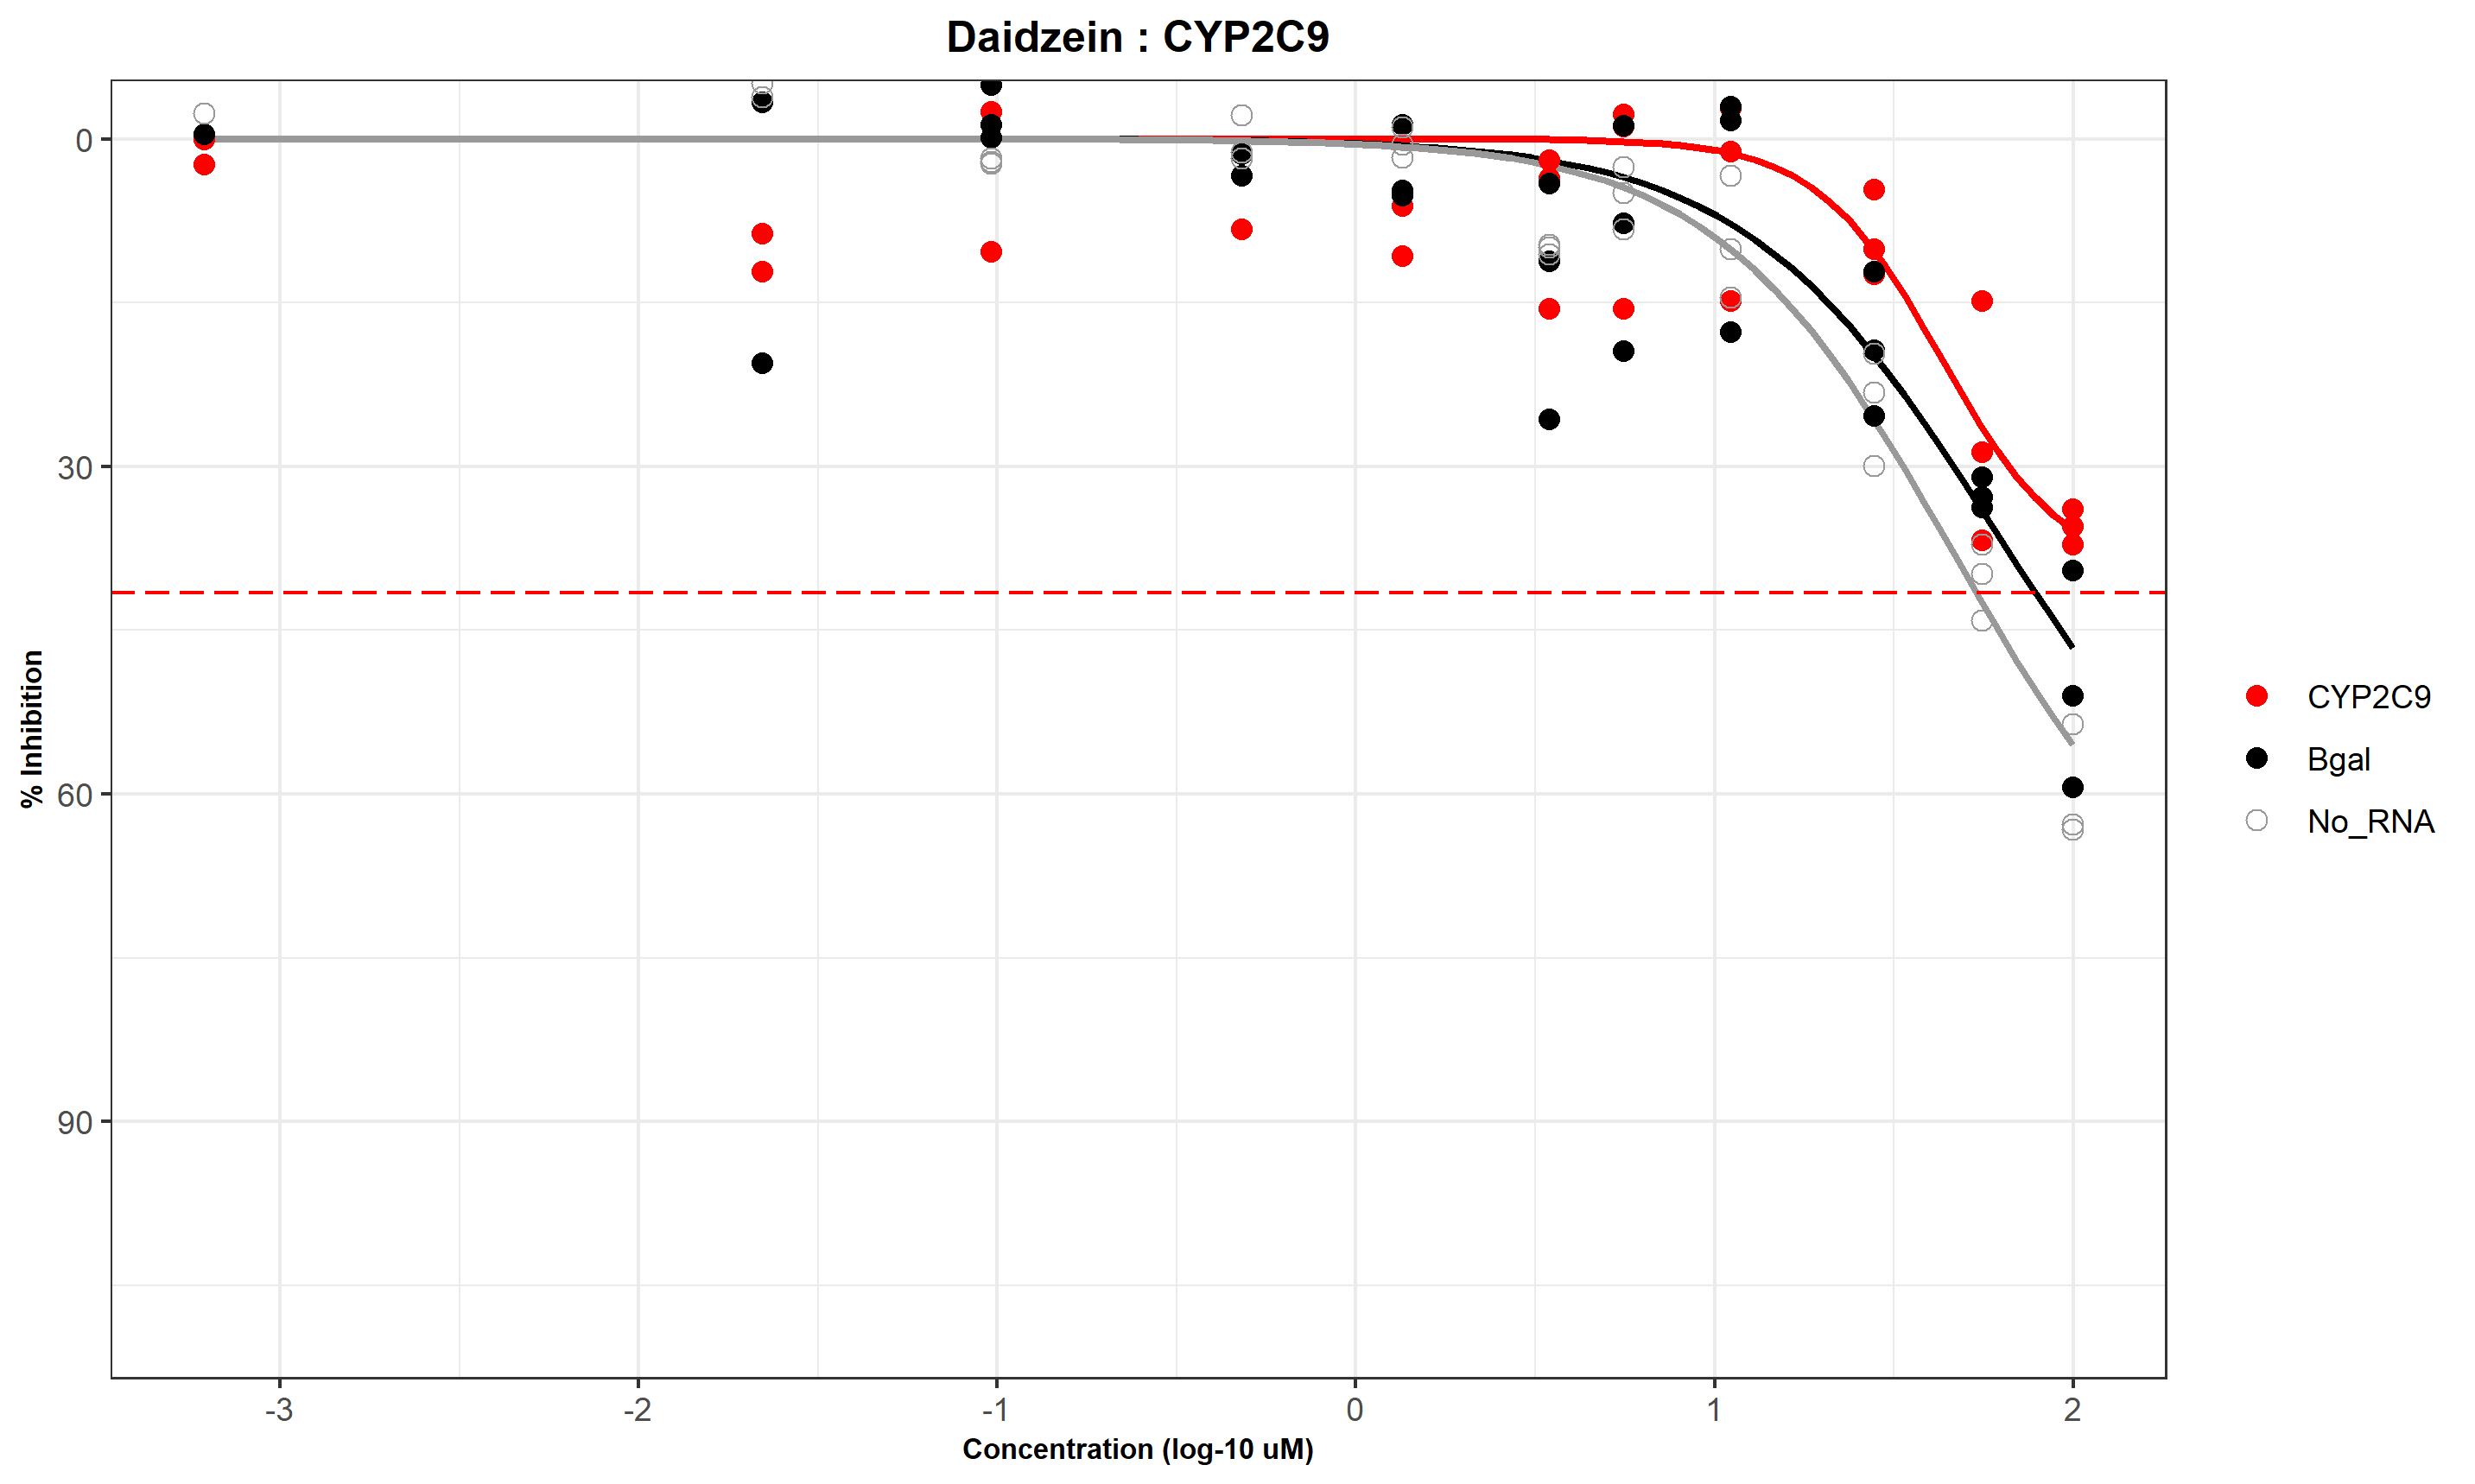 Daidzein : CYP2C9
0
30
60
90
% Inhibition
-3
-2
-1
0
1
2
Concentration (log-10 uM)
CYP2C9
Bgal
No_RNA